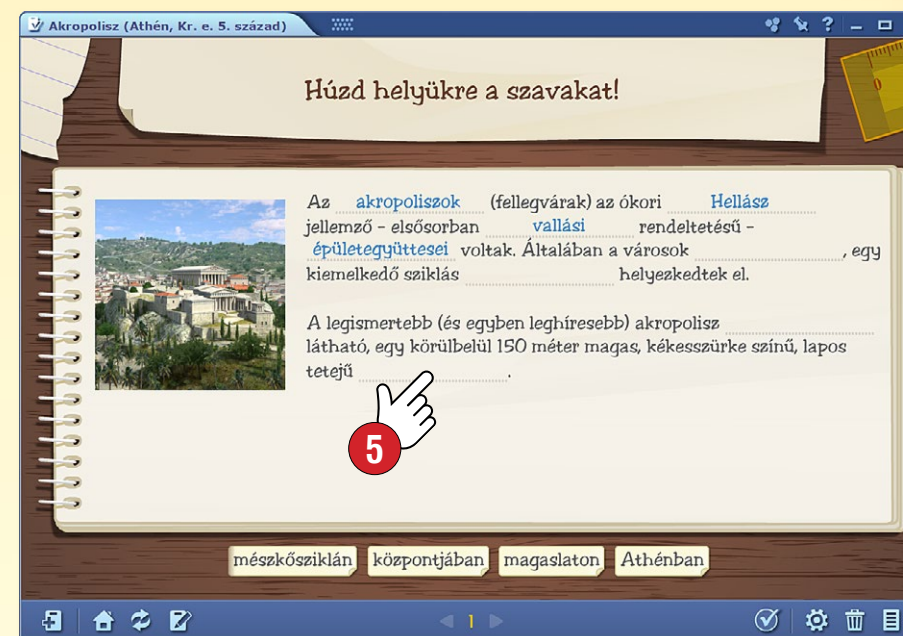 Akropolisz (Athén, Kr. e. 5. század)
?
Húzd helyükre a szavakat!
0
Az akropoliszok (fellegvárak) az ókori Hellász
jellemző – elsősorban vallási rendeltetésű –
épületegyüttesei voltak. Általában a városok , egy
kiemelkedő sziklás helyezkedtek el.
A legismertebb (és egyben leghíresebb) akropolisz
látható, egy körülbelül 150 méter magas, kékesszürke színű, lapos
tetejű .
5
mészkősziklán központjában magaslaton Athénban
1